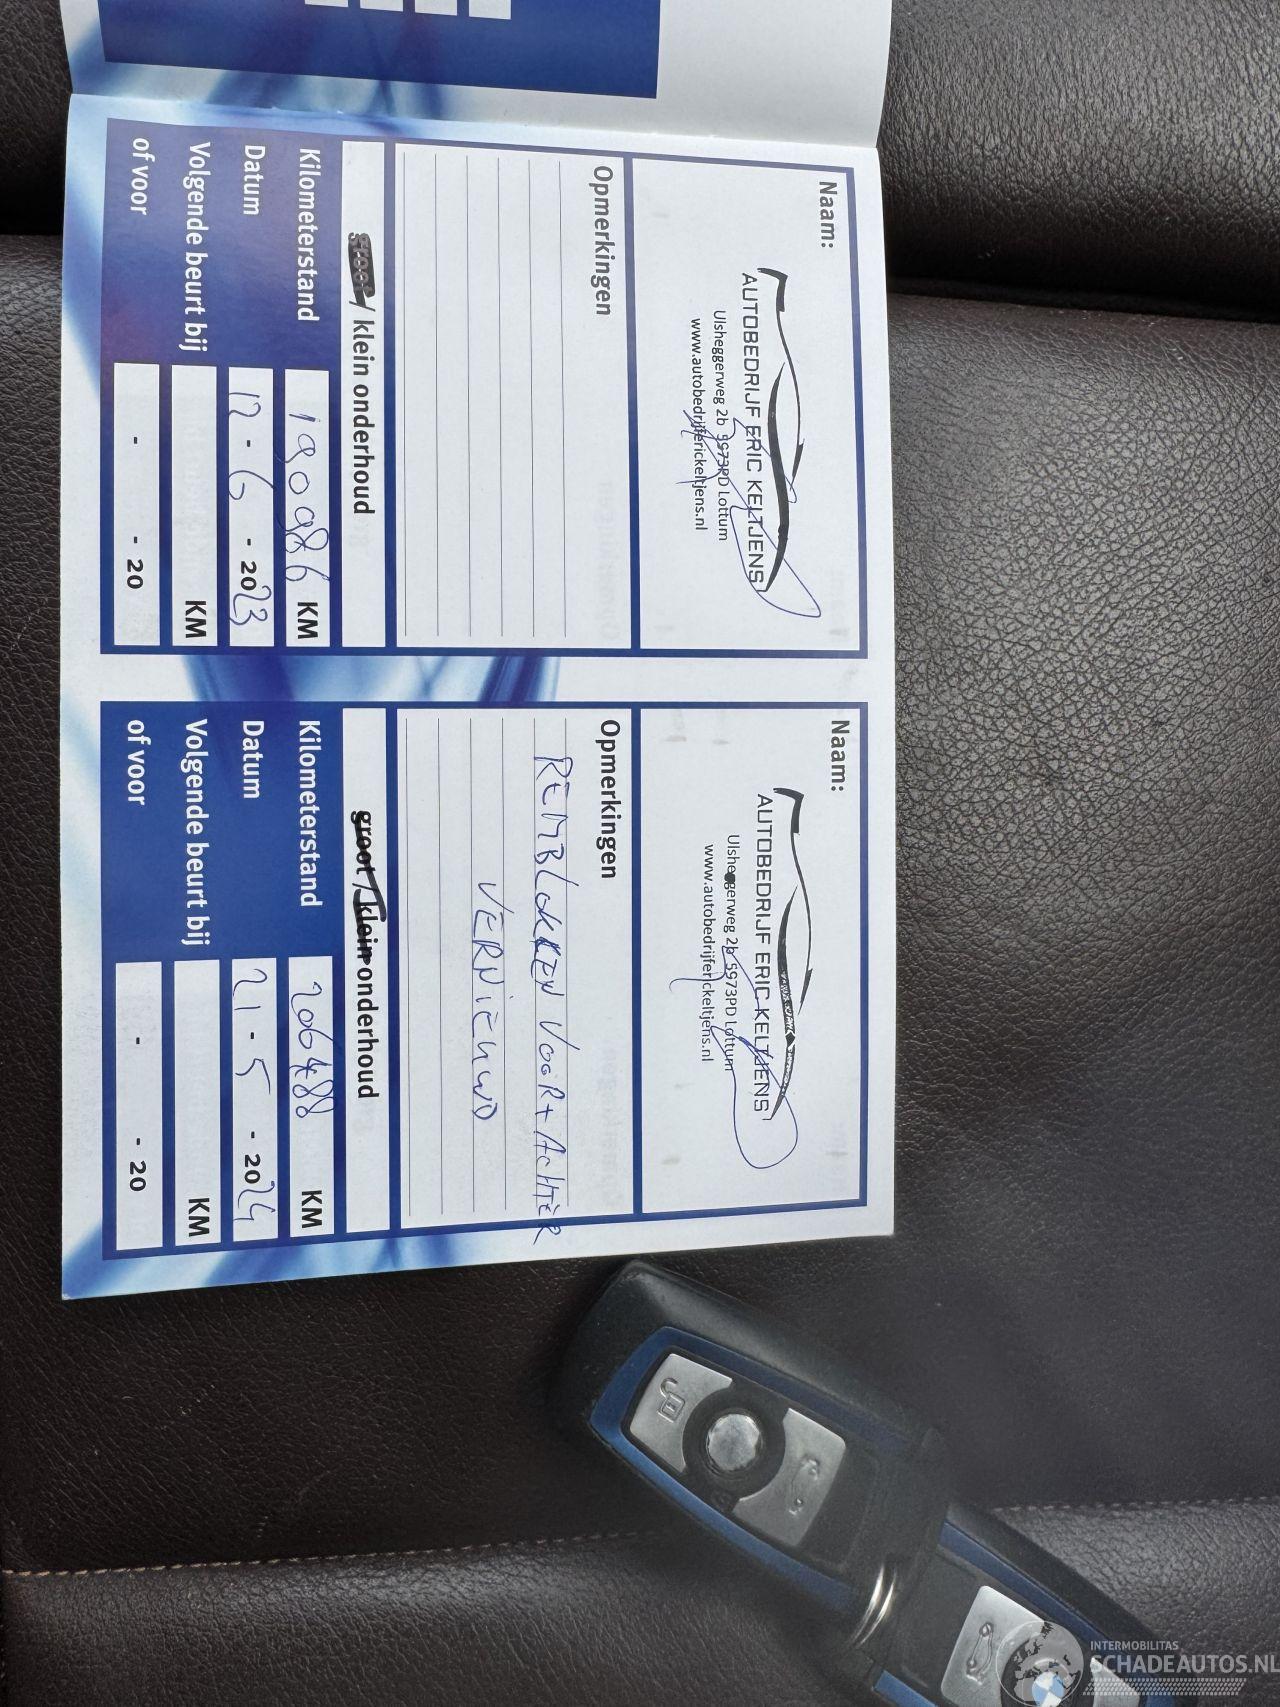 Naam:
AUTOBEDRIJF ERIC KELTJENS
Ulsheggerweg 2b 5973PD Lottum
www.autobedrijferickeltjens.nl
Opmerkingen
groot / klein onderhoud
Kilometerstand 190986 KM
Datum 12 - 6 - 2023
Volgende beurt bij KM
of voor - - 20
Naam:
AUTOBEDRIJF ERIC KELTJENS
Ulsheggerweg 2b 5973PD Lottum
www.autobedrijferickeltjens.nl
Opmerkingen
REMBLOKKEN VOOR + ACHTER
VERNIEUWD
groot / klein onderhoud
Kilometerstand 206488 KM
Datum 21 - 5 - 2024
Volgende beurt bij KM
of voor - - 20
INTERMOBILITAS
SCHADEAUTOS.NL